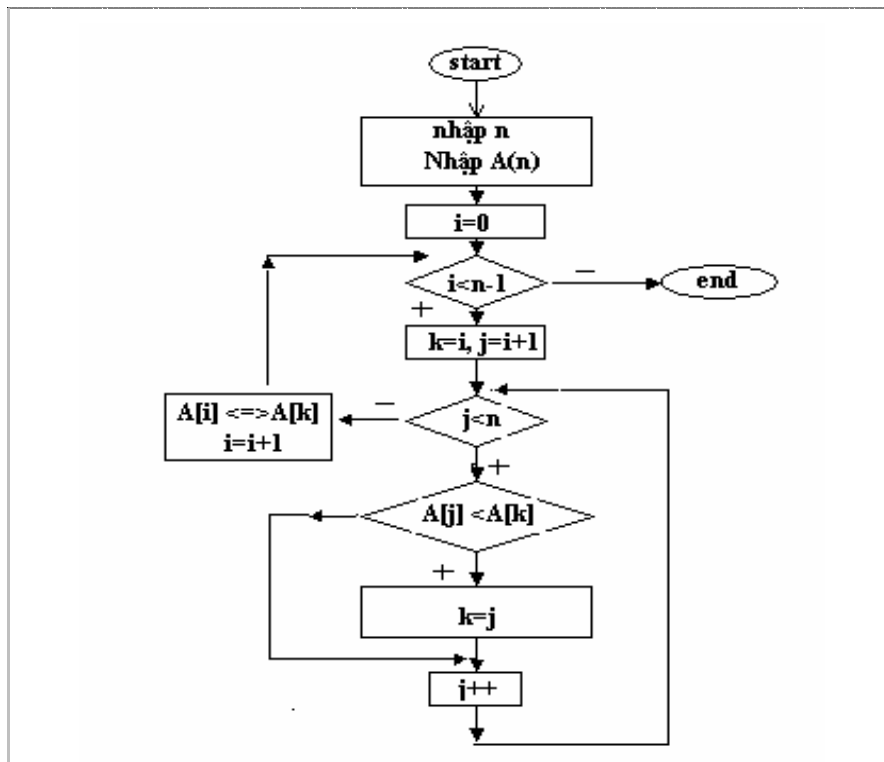 start
nhập n
Nhập A(n)
i=0
i<n-1
−
end
+
k=i, j=i+1
A[i] <=>A[k]
i=i+1
−
j<n
+
A[j] <A[k]
+
k=j
j++